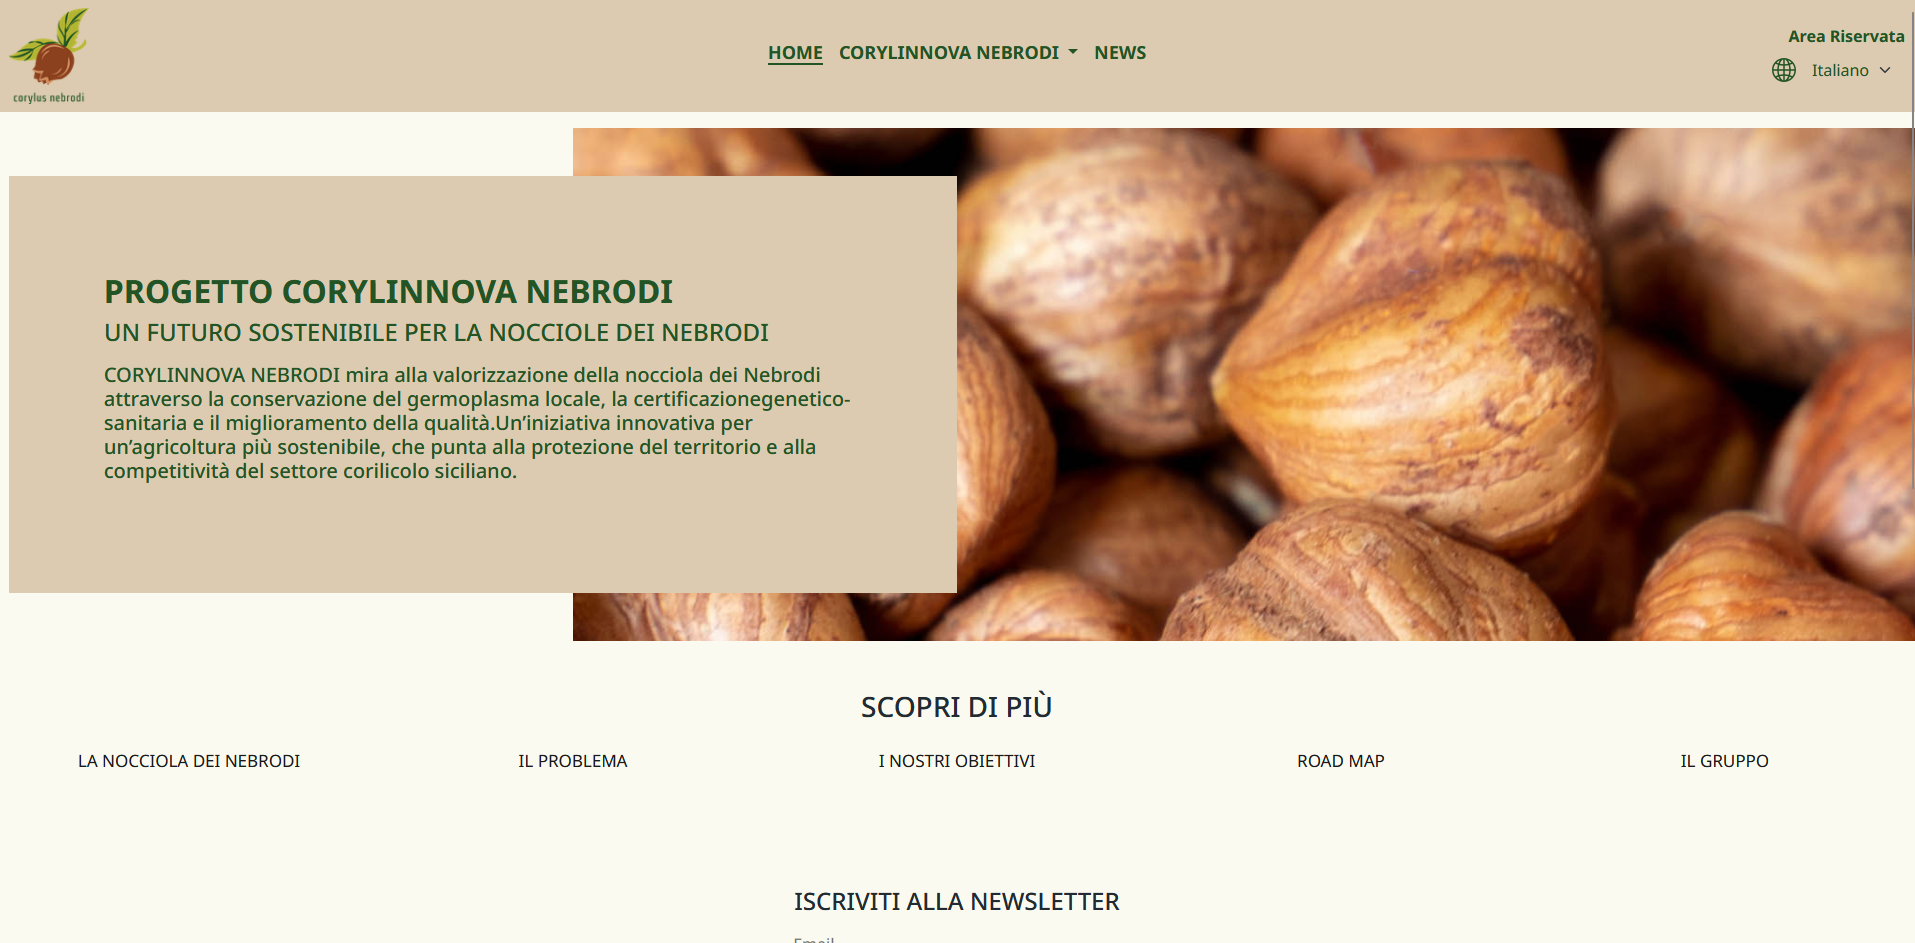 corylus nebrodi
HOME CORYLINNOVA NEBRODI NEWS
Area Riservata
Italiano
PROGETTO CORYLINNOVA NEBRODI
UN FUTURO SOSTENIBILE PER LA NOCCIOLE DEI NEBRODI
CORYLINNOVA NEBRODI mira alla valorizzazione della nocciola dei Nebrodi
attraverso la conservazione del germoplasma locale, la certificazionegenetico-
sanitaria e il miglioramento della qualità.Un’iniziativa innovativa per
un’agricoltura più sostenibile, che punta alla protezione del territorio e alla
competitività del settore corilicolo siciliano.
SCOPRI DI PIÙ
LA NOCCIOLA DEI NEBRODI IL PROBLEMA I NOSTRI OBIETTIVI ROAD MAP IL GRUPPO
ISCRIVITI ALLA NEWSLETTER
Email